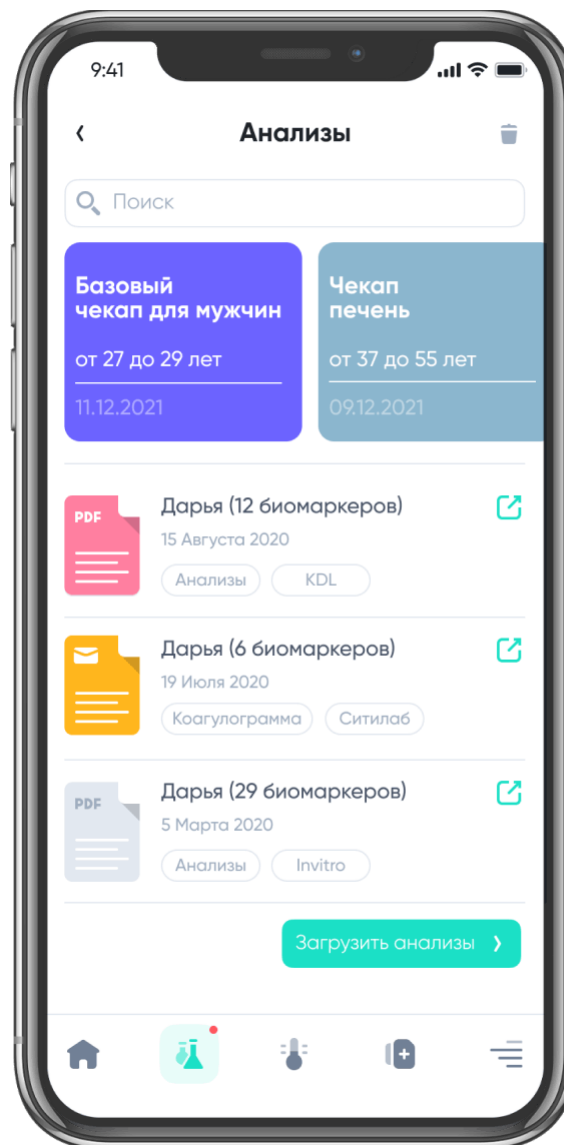 9:41
Анализы
Поиск
Базовый
чекап для мужчин
от 27 до 29 лет
11.12.2021
Чекап
печень
от 37 до 55 лет
09.12.2021
PDF
Дарья (12 биомаркеров)
15 Августа 2020
Анализы KDL
Дарья (6 биомаркеров)
19 Июля 2020
Коагулограмма Ситилаб
PDF
Дарья (29 биомаркеров)
5 Марта 2020
Анализы Invitro
Загрузить анализы